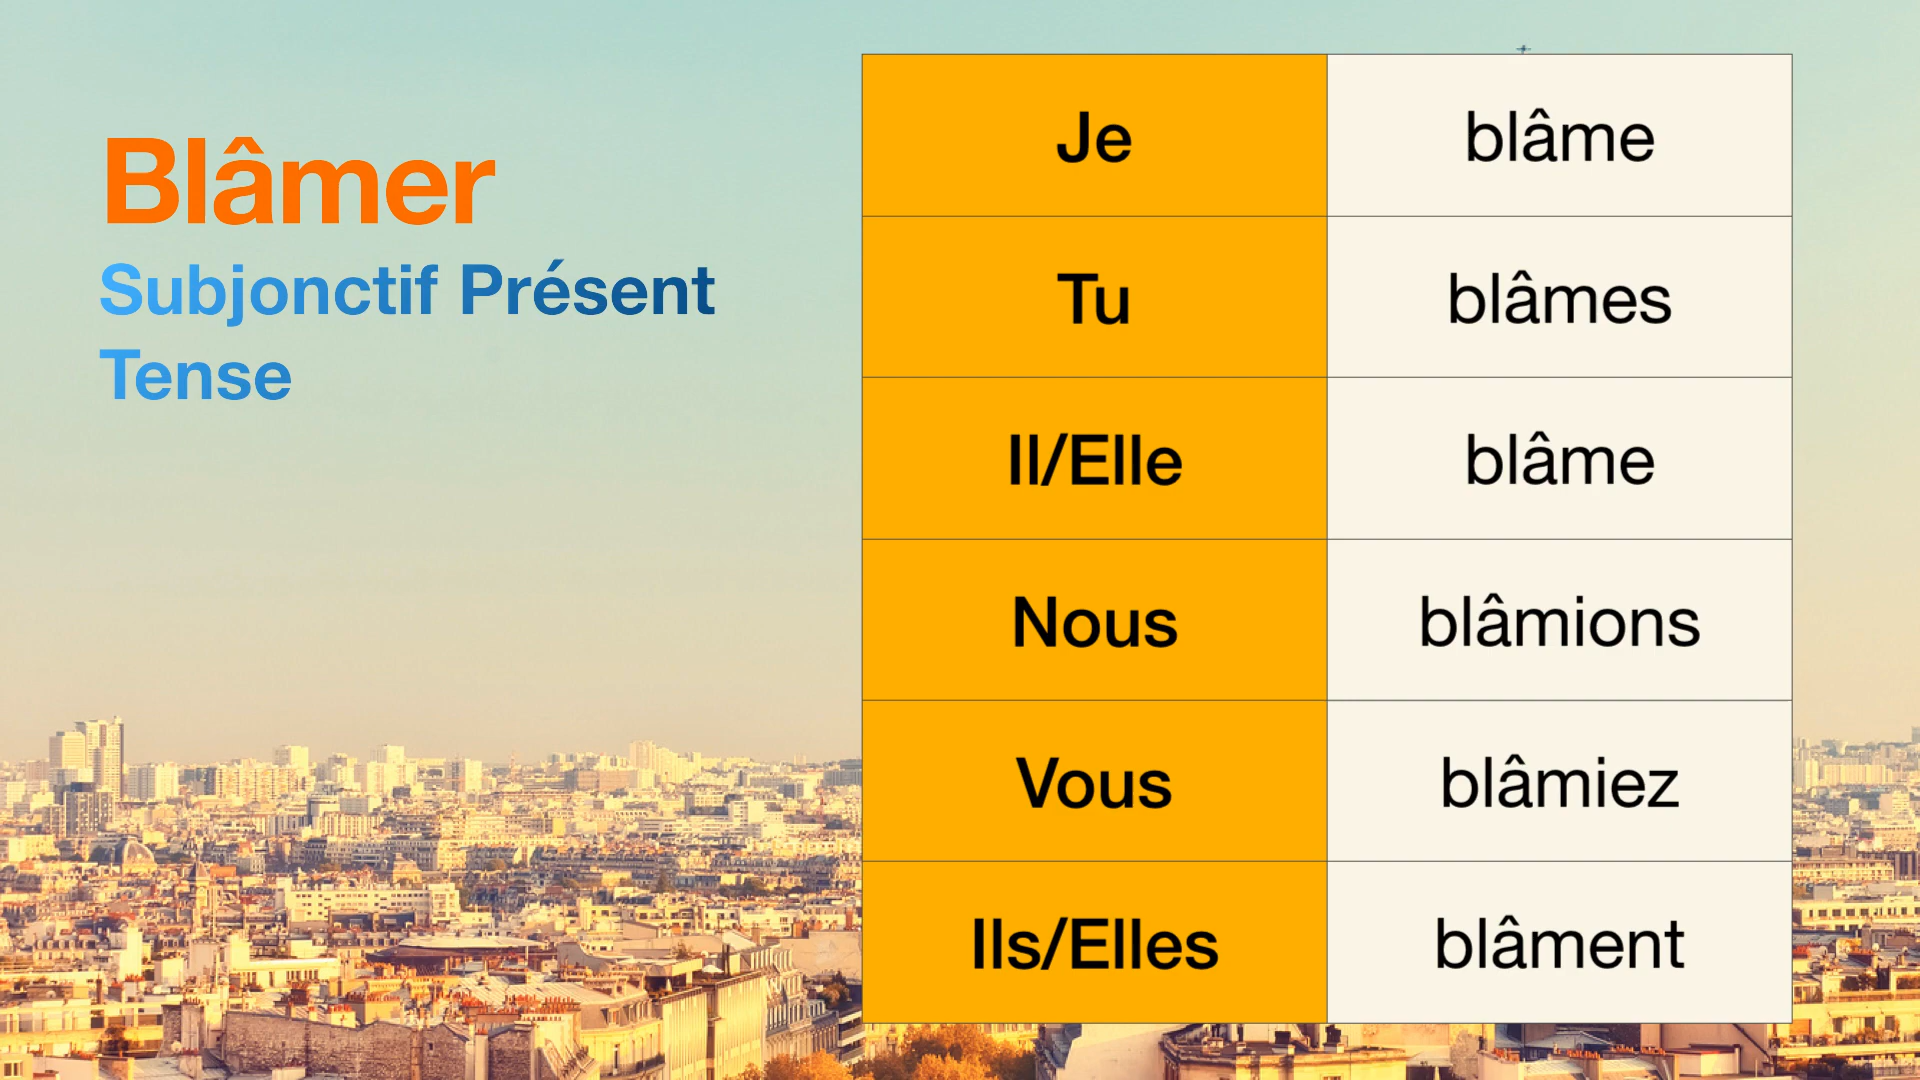 Blâmer
Subjonctif Présent
Tense
Je blâme
Tu blâmes
Il/Elle blâme
Nous blâmions
Vous blâmiez
Ils/Elles blâment